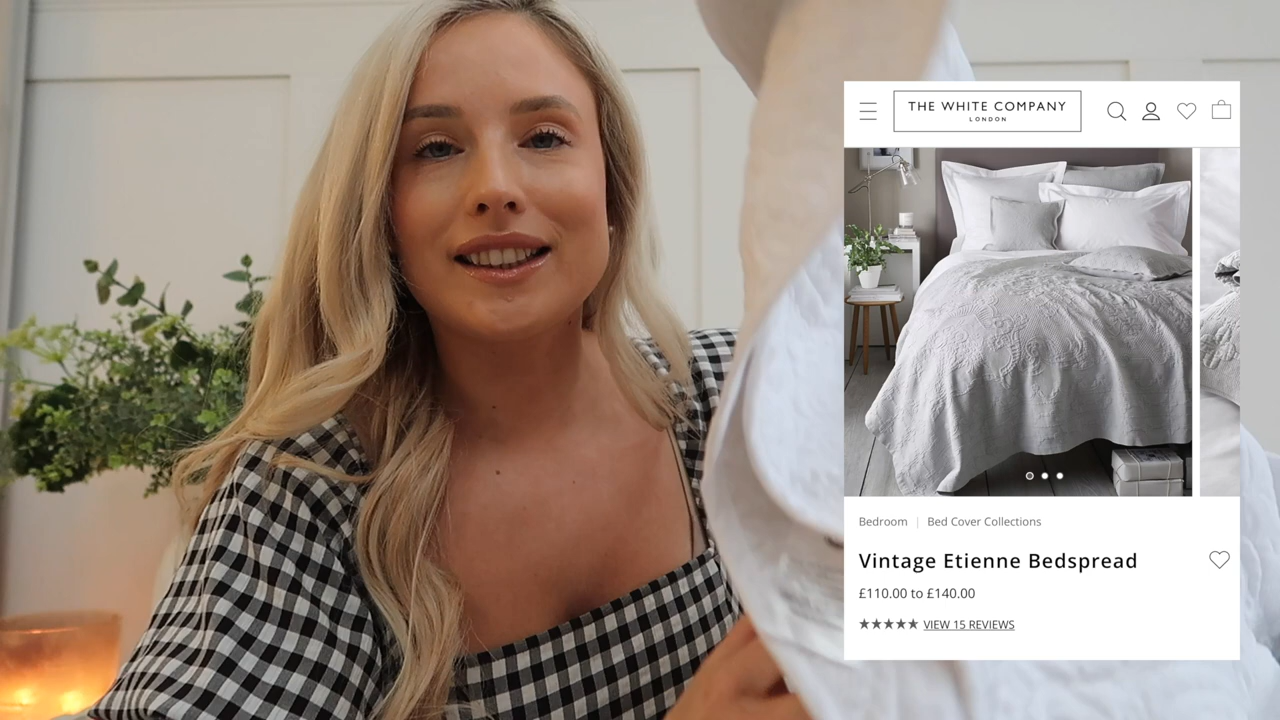 THE WHITE COMPANY
LONDON
Bedroom | Bed Cover Collections
Vintage Etienne Bedspread
£110.00 to £140.00
VIEW 15 REVIEWS